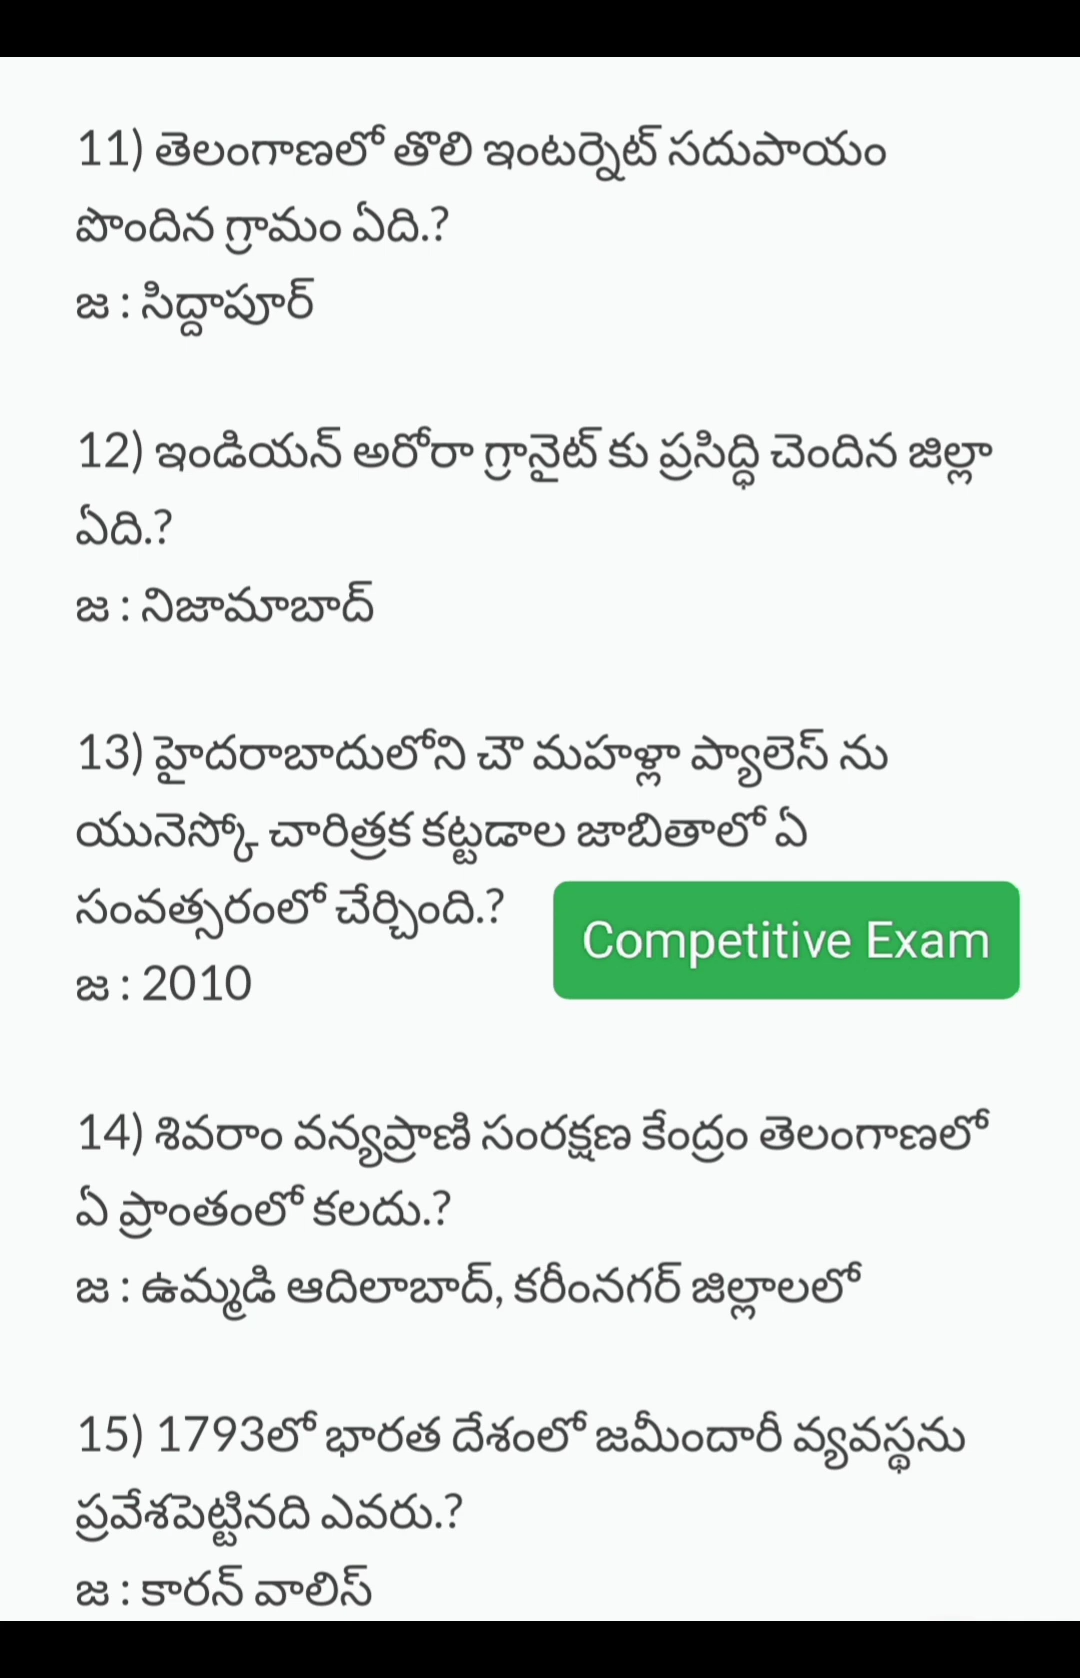 11) తెలంగాణలో తొలి ఇంటర్నెట్ సదుపాయం
పొందిన గ్రామం ఏది.?
జ : సిద్దాపూర్
12) ఇండియన్ అరోరా గ్రానైట్ కు ప్రసిద్ధి చెందిన జిల్లా
ఏది.?
జ : నిజామాబాద్
13) హైదరాబాదులోని చౌ మహళ్లా ప్యాలెస్ ను
యునెస్కో చారిత్రక కట్టడాల జాబితాలో ఏ
సంవత్సరంలో చేర్చింది.?
Competitive Exam
జ : 2010
14) శివరాం వన్యప్రాణి సంరక్షణ కేంద్రం తెలంగాణలో
ఏ ప్రాంతంలో కలదు.?
జ : ఉమ్మడి ఆదిలాబాద్, కరీంనగర్ జిల్లాలలో
15) 1793లో భారత దేశంలో జమీందారీ వ్యవస్థను
ప్రవేశపెట్టినది ఎవరు.?
జ : కారన్ వాలిస్